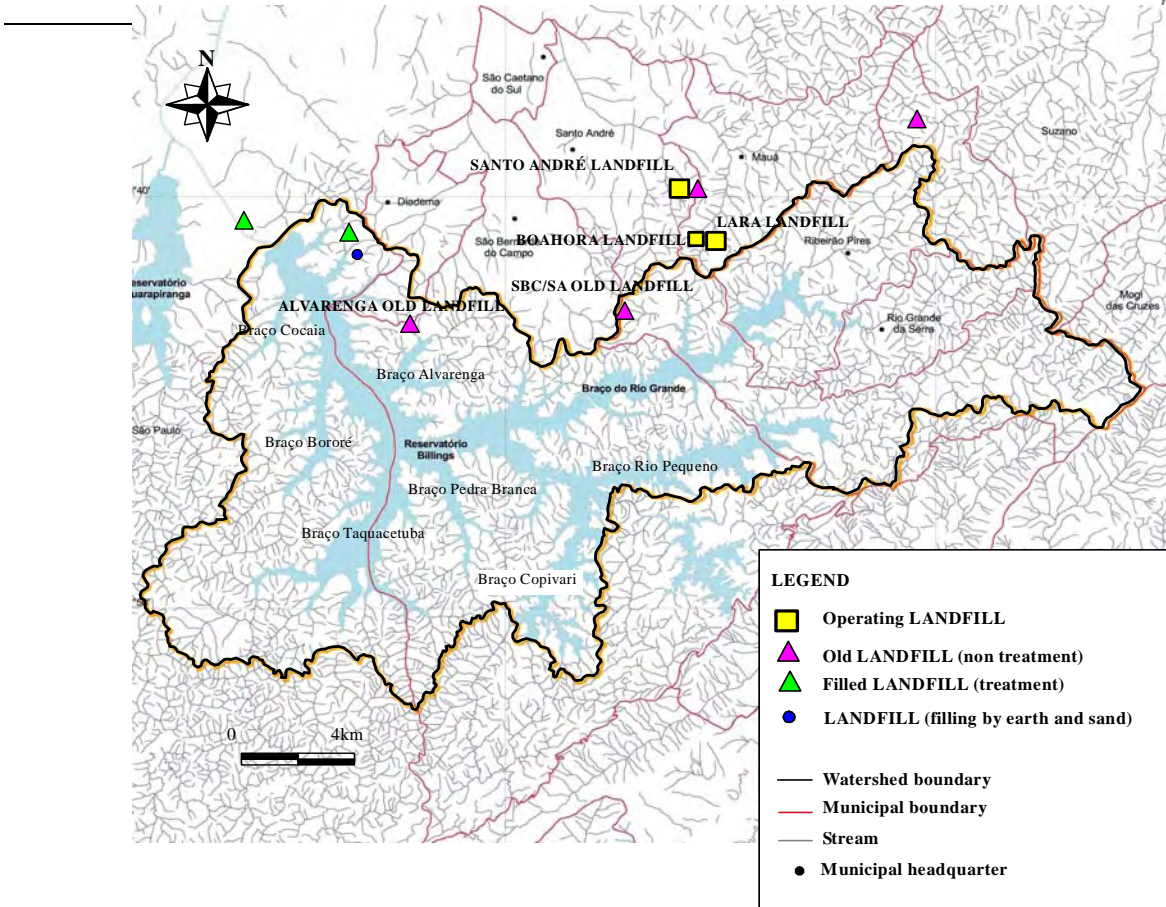 N
São Caetano
do Sul
Santo André
Suzano
SANTO ANDRÉ LANDFILL
Mauá
Diadema
LARA LANDFILL
São Bernardo
do Campo
BOAHORA LANDFILL
Ribeirão Pires
SBC/SA OLD LANDFILL
eservatório
uarapiranga
ALVARENGA OLD LANDFILL
Mogi
das Cruzes
Rio Grande
da Serra
Braço Cocaia
Braço Alvarenga
Braço do Rio Grande
São Paulo
Braço Bororé
Reservatório
Billings
Braço Rio Pequeno
Braço Pedra Branca
Braço Taquacetuba
Braço Copivari
0 4km
LEGEND
Operating LANDFILL
Old LANDFILL (non treatment)
Filled LANDFILL (treatment)
LANDFILL (filling by earth and sand)
Watershed boundary
Municipal boundary
Stream
Municipal headquarter